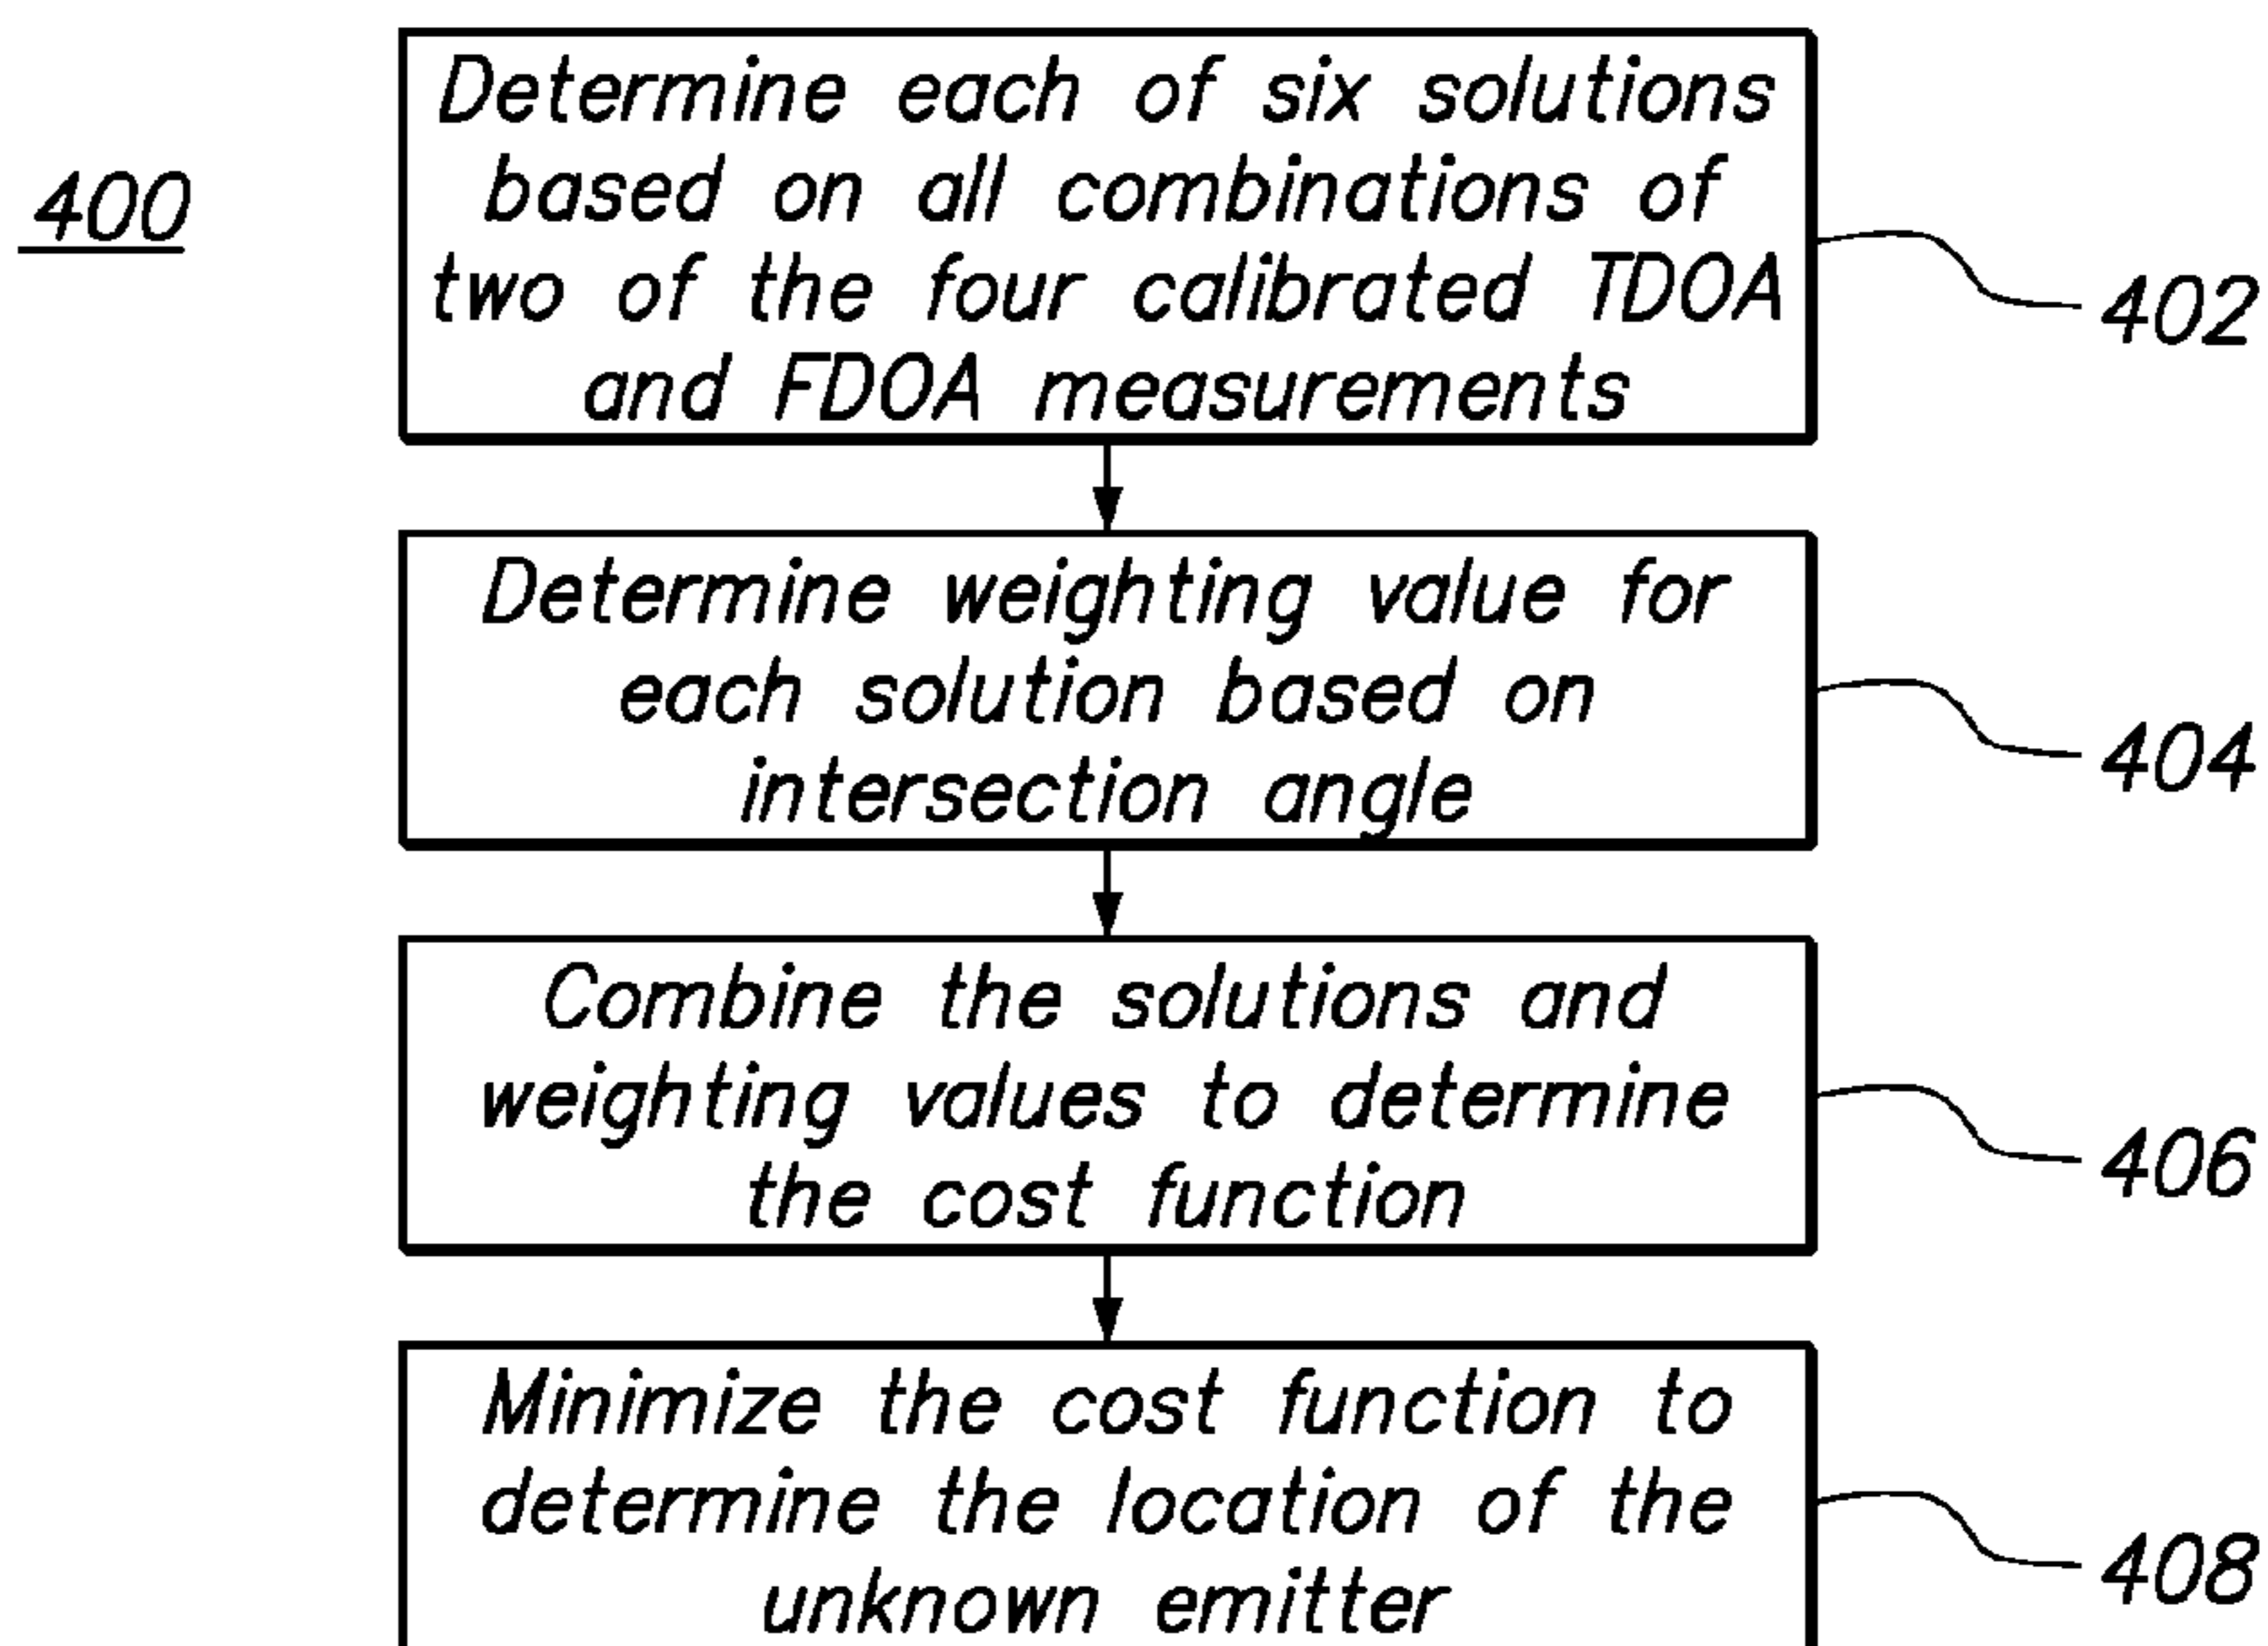 400
Determine each of six solutions
based on all combinations of
two of the four calibrated TDOA
and FDOA measurements
402
Determine weighting value for
each solution based on
intersection angle
404
Combine the solutions and
weighting values to determine
the cost function
406
Minimize the cost function to
determine the location of the
unknown emitter
408